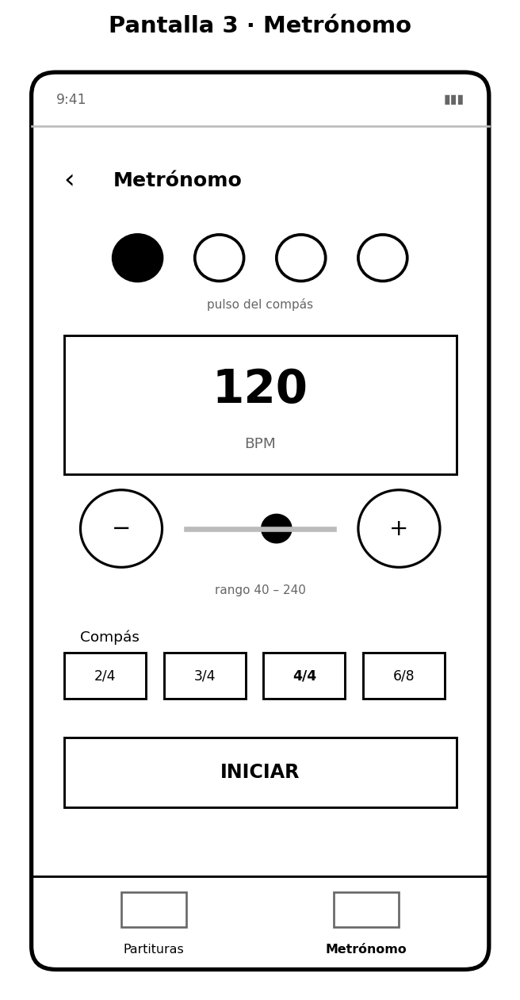 Pantalla 3 · Metrónomo
9:41
‹ Metrónomo
pulso del compás
120
BPM
− +
rango 40 – 240
Compás
2/4 3/4 4/4 6/8
INICIAR
Partituras Metrónomo